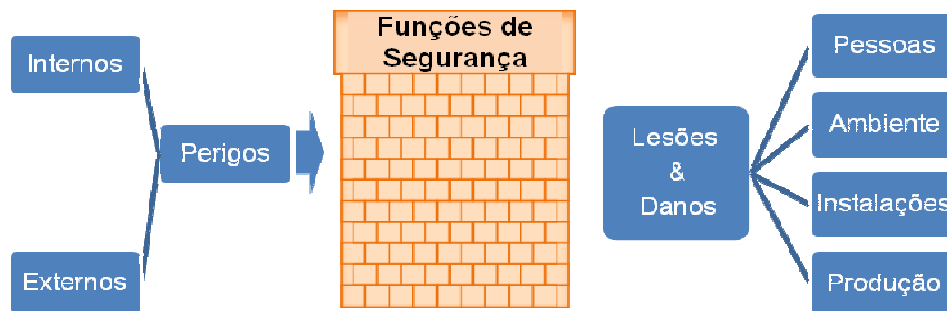 Internos
Externos
Perigos
Funções de
Segurança
Lesões
&
Danos
Pessoas
Ambiente
Instalações
Produção